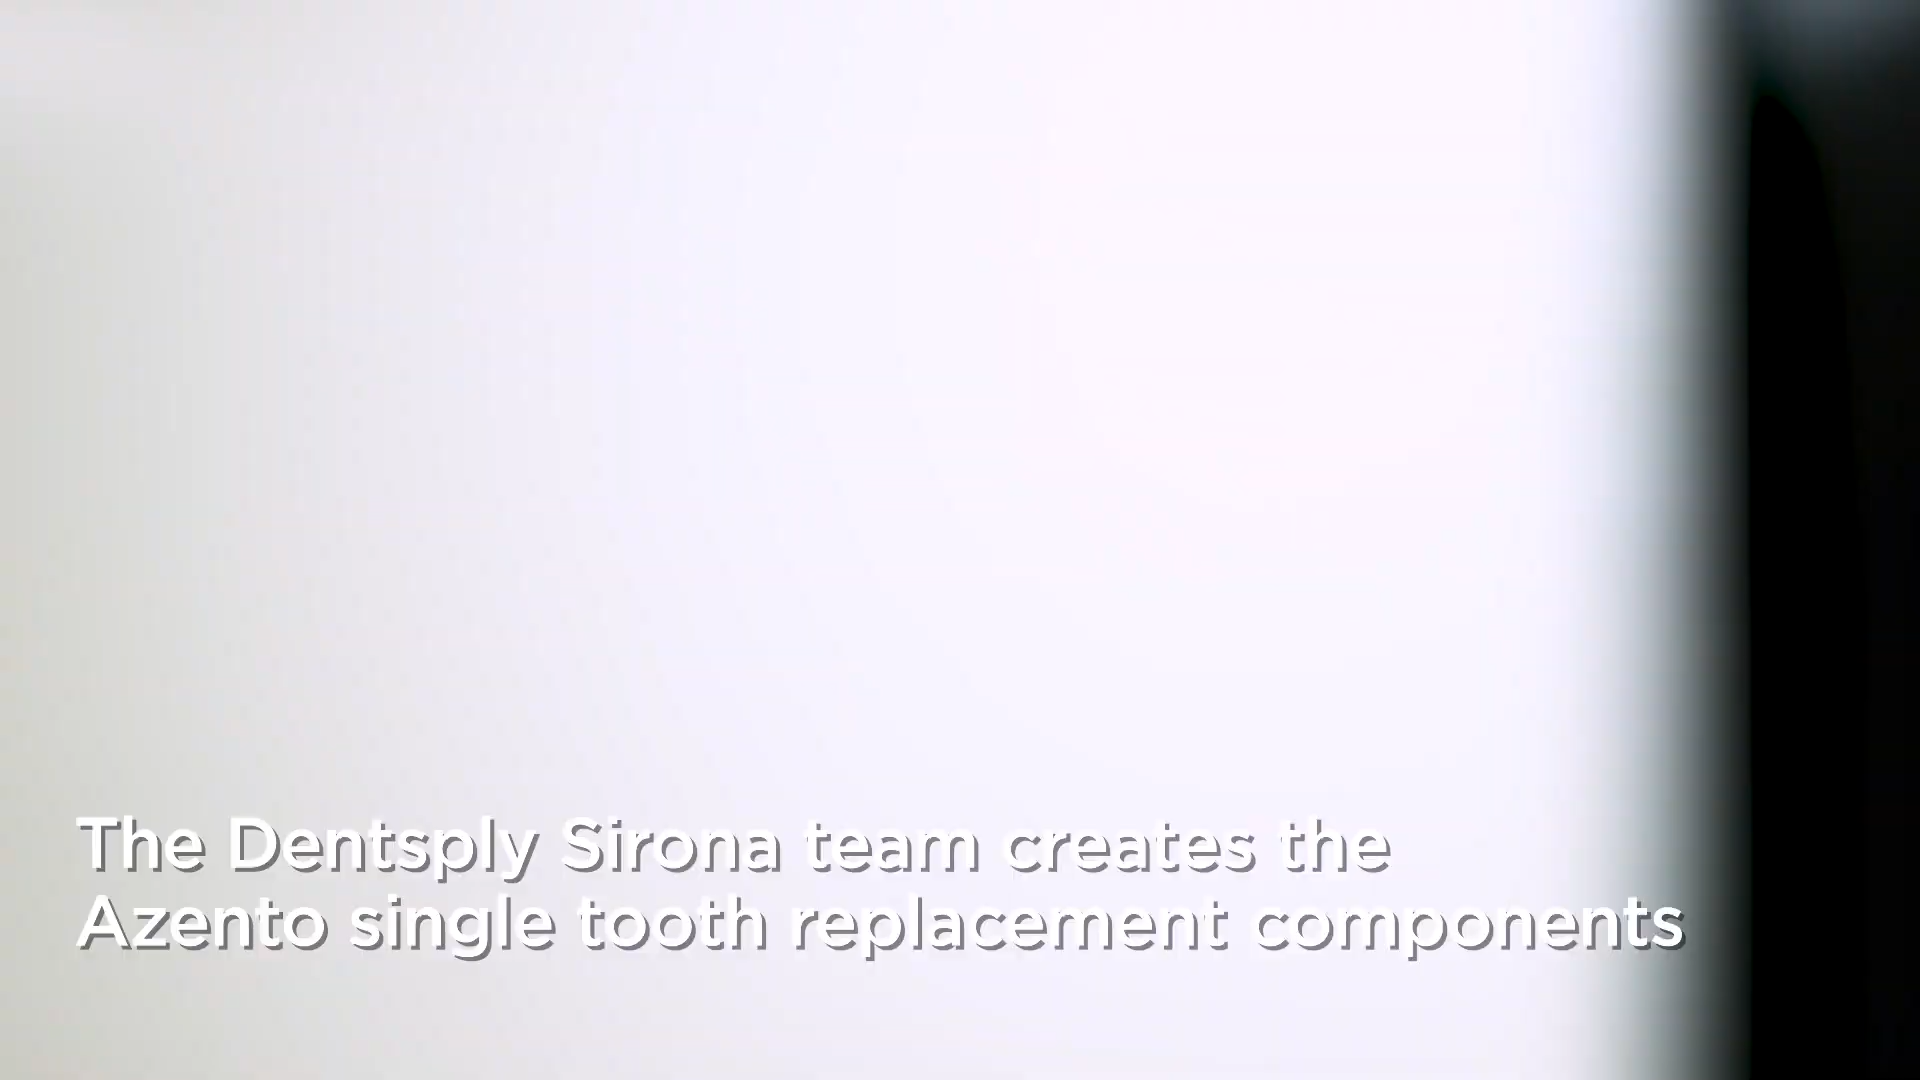 The Dentsply Sirona team creates the
Azento single tooth replacement components